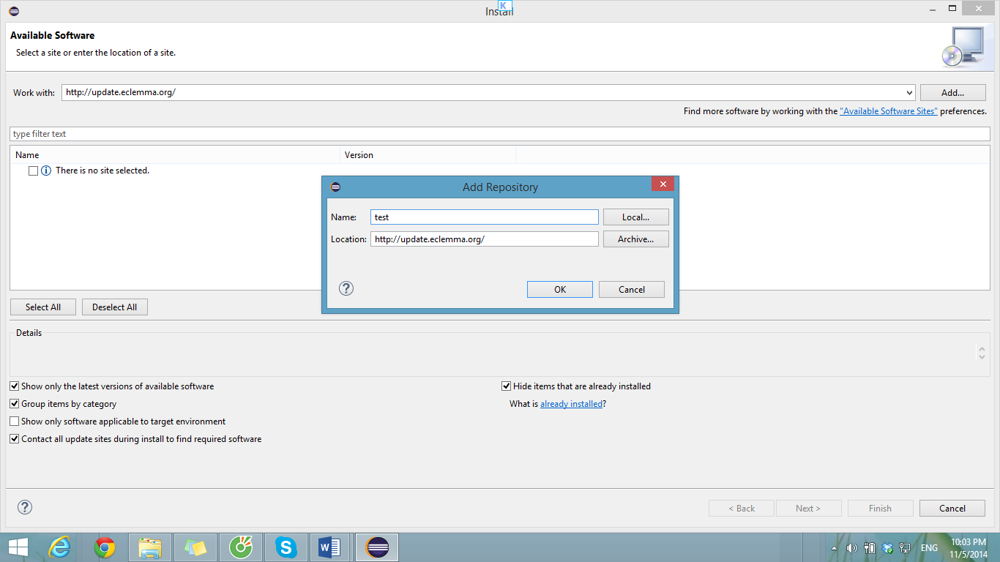 Install
K
Available Software
Select a site or enter the location of a site.
Work with: http://update.eclemma.org/ Add...
Find more software by working with the "Available Software Sites" preferences.
type filter text
Name Version
There is no site selected.
Add Repository
Name: test Local...
Location: http://update.eclemma.org/ Archive...
? OK Cancel
Select All Deselect All
Details
Show only the latest versions of available software Hide items that are already installed
Group items by category What is already installed?
Show only software applicable to target environment
Contact all update sites during install to find required software
? < Back Next > Finish Cancel
ENG 10:03 PM
11/5/2014